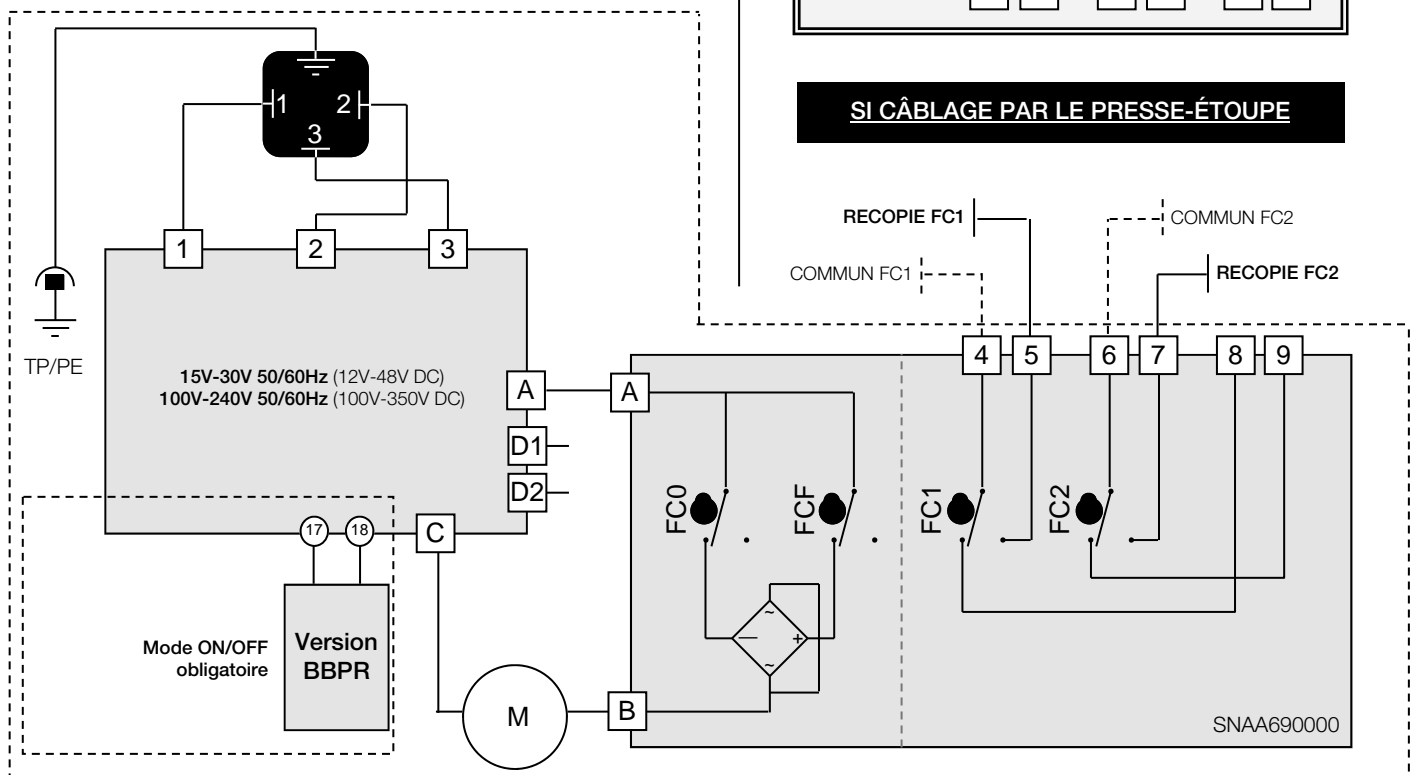 SI CÂBLAGE PAR LE PRESSE-ÉTOUPE
1 2
3
RECOPIE FC1
COMMUN FC2
COMMUN FC1
RECOPIE FC2
1 2 3
TP/PE
15V-30V 50/60Hz (12V-48V DC)
100V-240V 50/60Hz (100V-350V DC)
4 5 6 7 8 9
A A
D1
D2
FC0 FCF FC1 FC2
17 18 C
~
— +
~
Mode ON/OFF
obligatoire
Version
BBPR
M B
SNAA690000